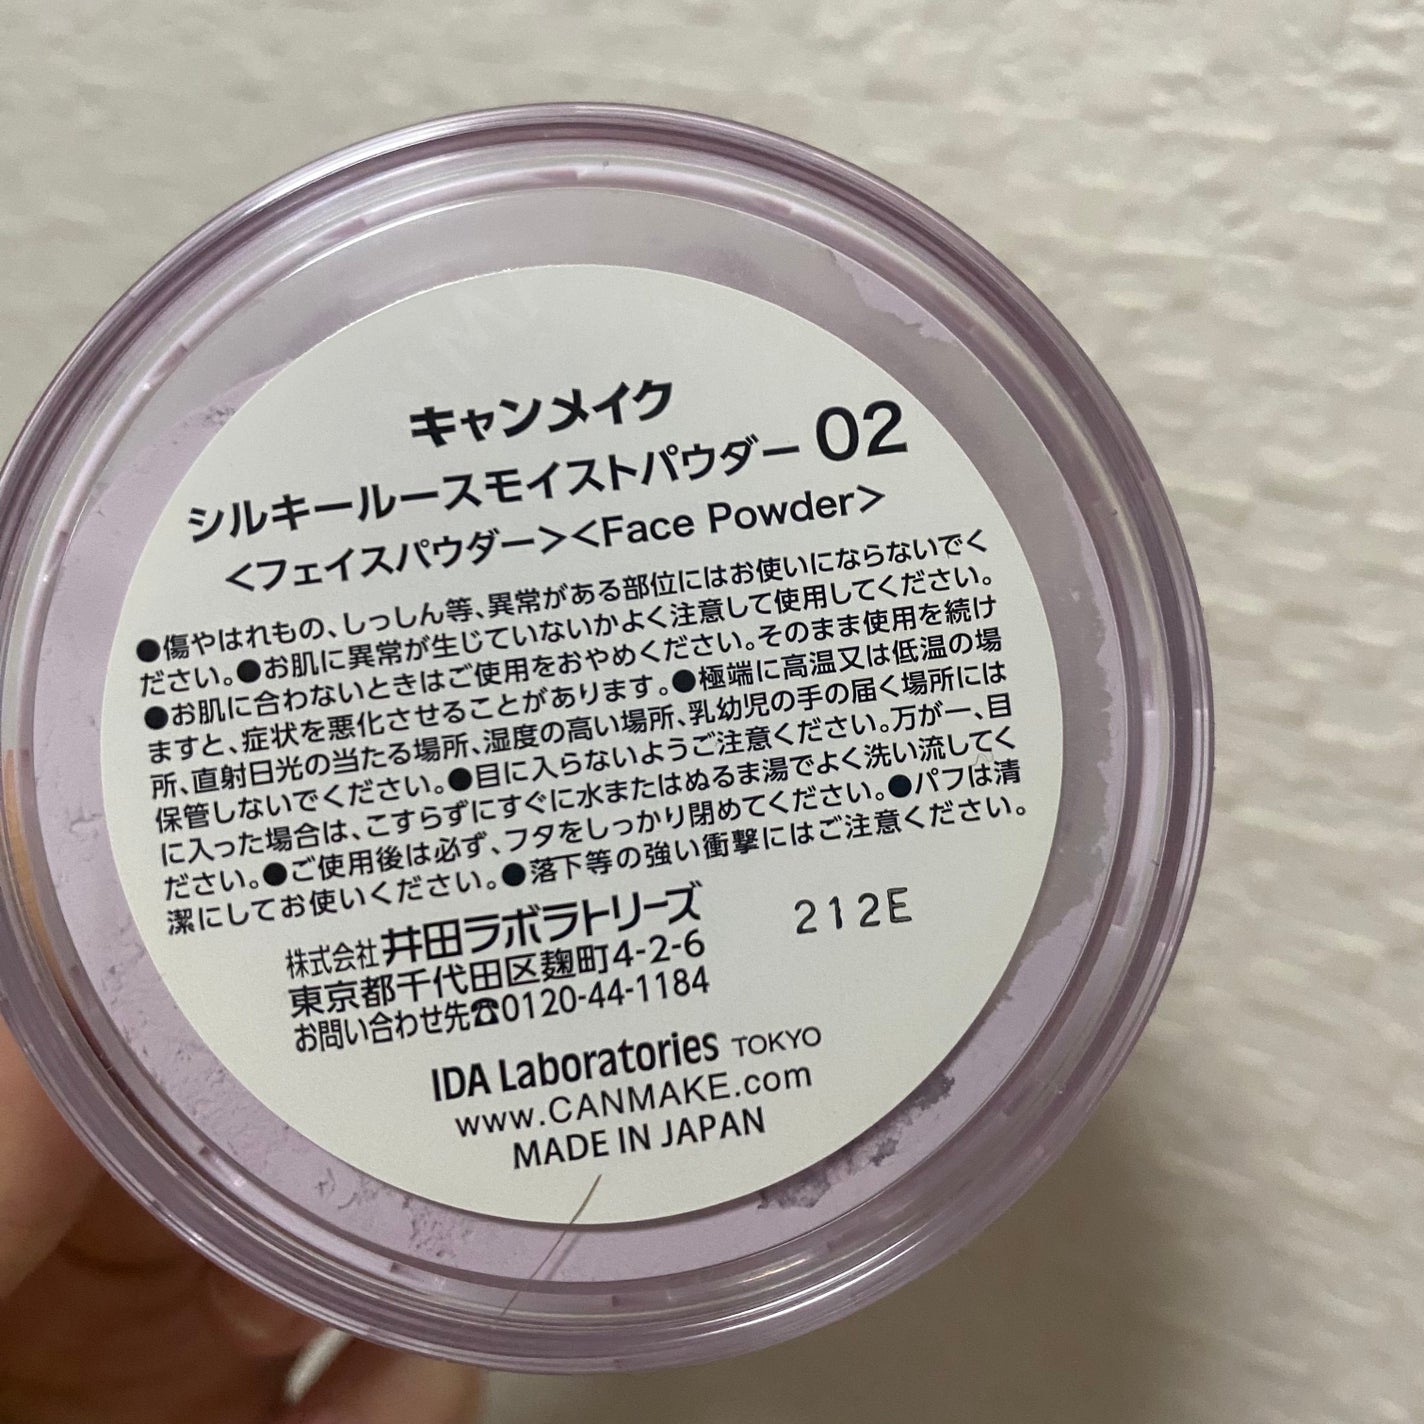 キャンメイク
シルキールースモイストパウダー 02
<フェイスパウダー><Face Powder>
●傷やはれもの、しっしん等、異常がある部位にはお使いにならないでく
ださい。●お肌に異常が生じていないかよく注意して使用してください。
●お肌に合わないときはご使用をおやめください。そのまま使用を続け
ますと、症状を悪化させることがあります。●極端に高温又は低温の場
所、直射日光の当たる場所、湿度の高い場所、乳幼児の手の届く場所には
保管しないでください。●目に入らないようご注意ください。万が一、目
に入った場合は、こすらずにすぐに水またはぬるま湯でよく洗い流してく
ださい。●ご使用後は必ず、フタをしっかり閉めてください。●パフは清
潔にしてお使いください。●落下等の強い衝撃にはご注意ください。
株式会社 井田ラボラトリーズ
212E
東京都千代田区麹町4-2-6
お問い合わせ先☎0120-44-1184
IDA Laboratories TOKYO
www.CANMAKE.com
MADE IN JAPAN